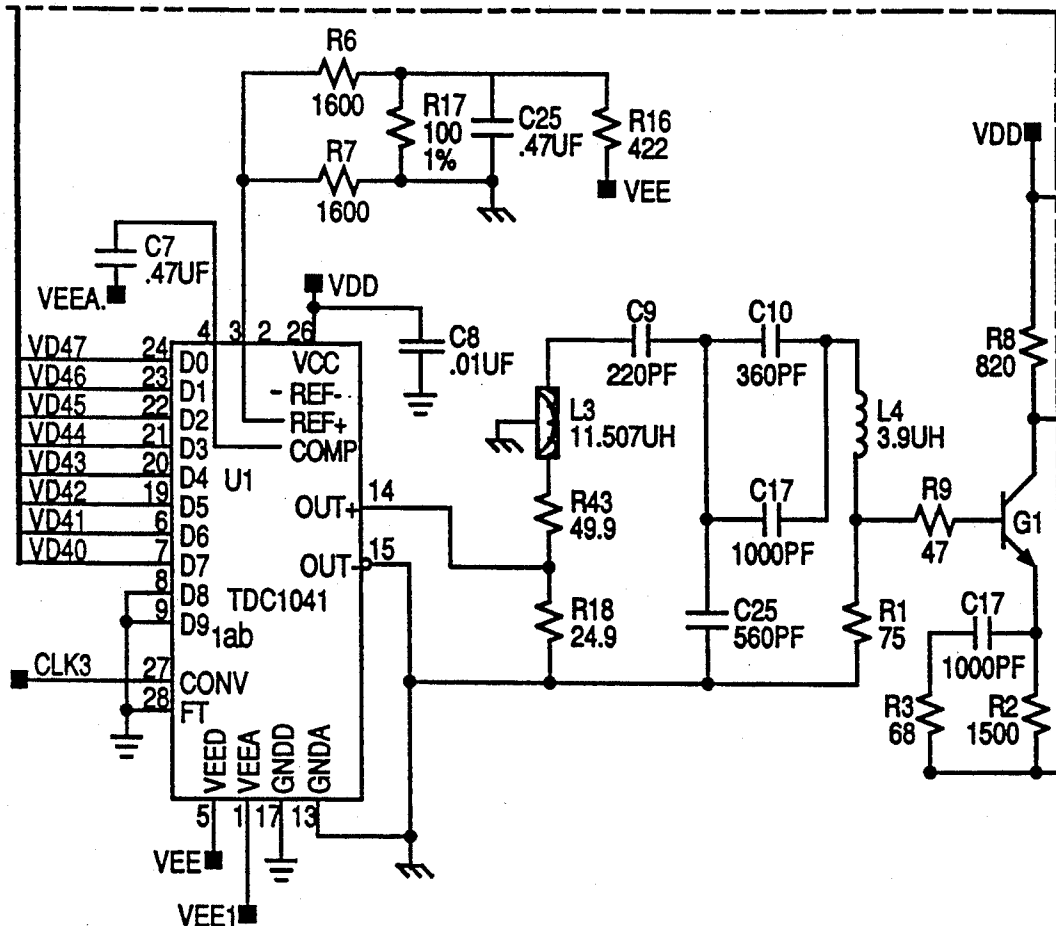 R6
1600
R17
100
1%
C25
.47UF
R16
422
VEE
R7
1600
VDD
C7
.47UF
VEEA.
VDD
C8
.01UF
4 3 2 26
VCC
- REF-
REF+
COMP
VD47 24 D0
VD46 23 D1
VD45 22 D2
VD44 21 D3
VD43 20 D4
VD42 19 D5
VD41 6 D6
VD40 7 D7
8 D8
9 D9
U1
TDC1041
1ab
OUT+ 14
OUT- 15
CLK3 27 CONV
28 FT
VEED
VEEA
GNDD
GNDA
5 1 17 13
VEE
VEE1
C9
220PF
C10
360PF
L3
11.507UH
L4
3.9UH
R43
49.9
C17
1000PF
R18
24.9
C25
560PF
R1
75
R9
47
R8
820
G1
C17
1000PF
R3
68
R2
1500